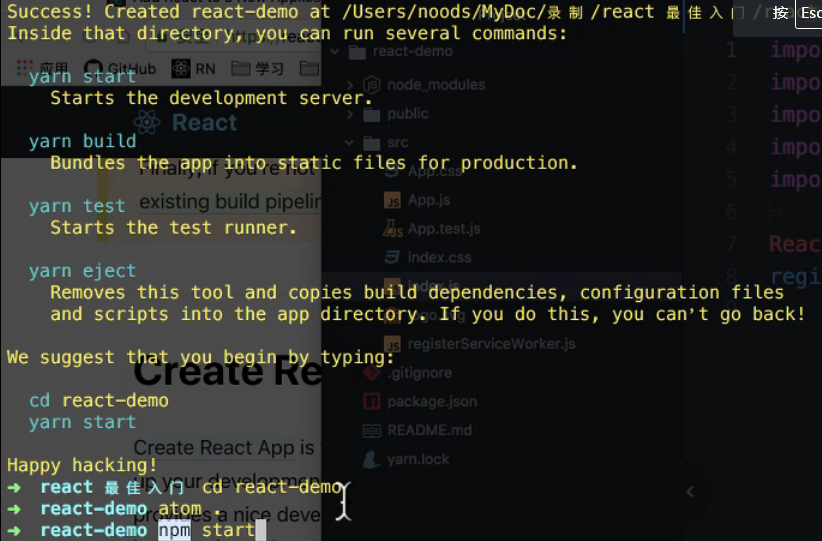 Success! Created react-demo at /Users/noods/MyDoc/录制/react 最佳入门/react
Inside that directory, you can run several commands:
yarn start
Starts the development server.
yarn build
Bundles the app into static files for production.
yarn test
Starts the test runner.
yarn eject
Removes this tool and copies build dependencies, configuration files
and scripts into the app directory. If you do this, you can't go back!
We suggest that you begin by typing:
cd react-demo
yarn start
Happy hacking!
➜ react 最佳入门 cd react-demo
➜ react-demo atom .
➜ react-demo npm start
按 Esc
应用 GitHub RN 学习
React
Finally, if you're not
existing build pipelin
Create Re
Create React App is
up your developmen
provides a nice deve
react-demo
node_modules
public
src
App.css
App.js
App.test.js
index.css
index.js
registerServiceWorker.js
.gitignore
package.json
README.md
yarn.lock
1 impo
2 impo
3 impo
4 impo
5 impo
6
7 Reac
8 regi